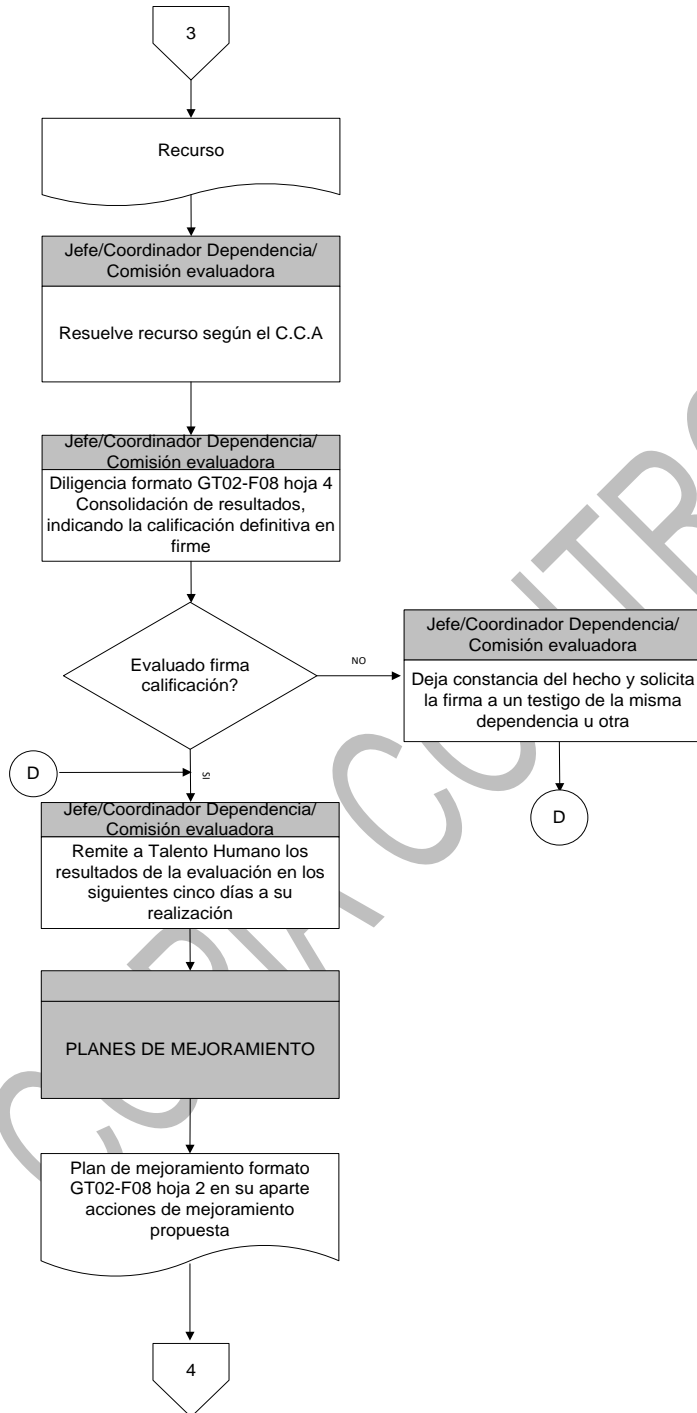 3
Recurso
Jefe/Coordinador Dependencia/
Comisión evaluadora
Resuelve recurso según el C.C.A
Jefe/Coordinador Dependencia/
Comisión evaluadora
Diligencia formato GT02-F08 hoja 4
Consolidación de resultados,
indicando la calificación definitiva en
firme
Evaluado firma
calificación?
NO
Jefe/Coordinador Dependencia/
Comisión evaluadora
Deja constancia del hecho y solicita
la firma a un testigo de la misma
dependencia u otra
D
D
SI
Jefe/Coordinador Dependencia/
Comisión evaluadora
Remite a Talento Humano los
resultados de la evaluación en los
siguientes cinco días a su
realización
PLANES DE MEJORAMIENTO
Plan de mejoramiento formato
GT02-F08 hoja 2 en su aparte
acciones de mejoramiento
propuesta
4